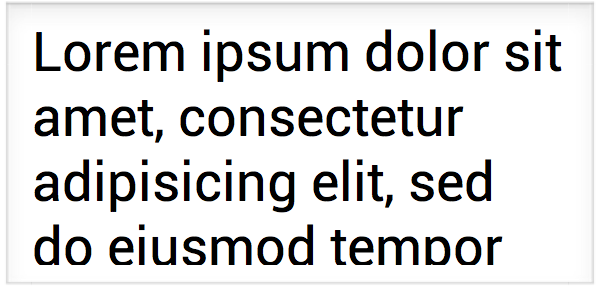 Lorem ipsum dolor sit
amet, consectetur
adipisicing elit, sed
do eiusmod tempor